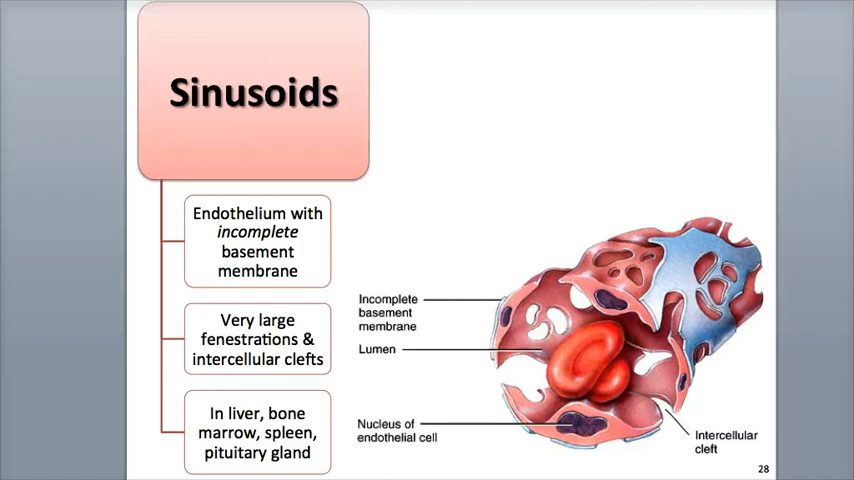 Sinusoids
Endothelium with
incomplete
basement
membrane
Very large
fenestrations &
intercellular clefts
In liver, bone
marrow, spleen,
pituitary gland
Incomplete
basement
membrane
Lumen
Nucleus of
endothelial cell
Intercellular
cleft
28